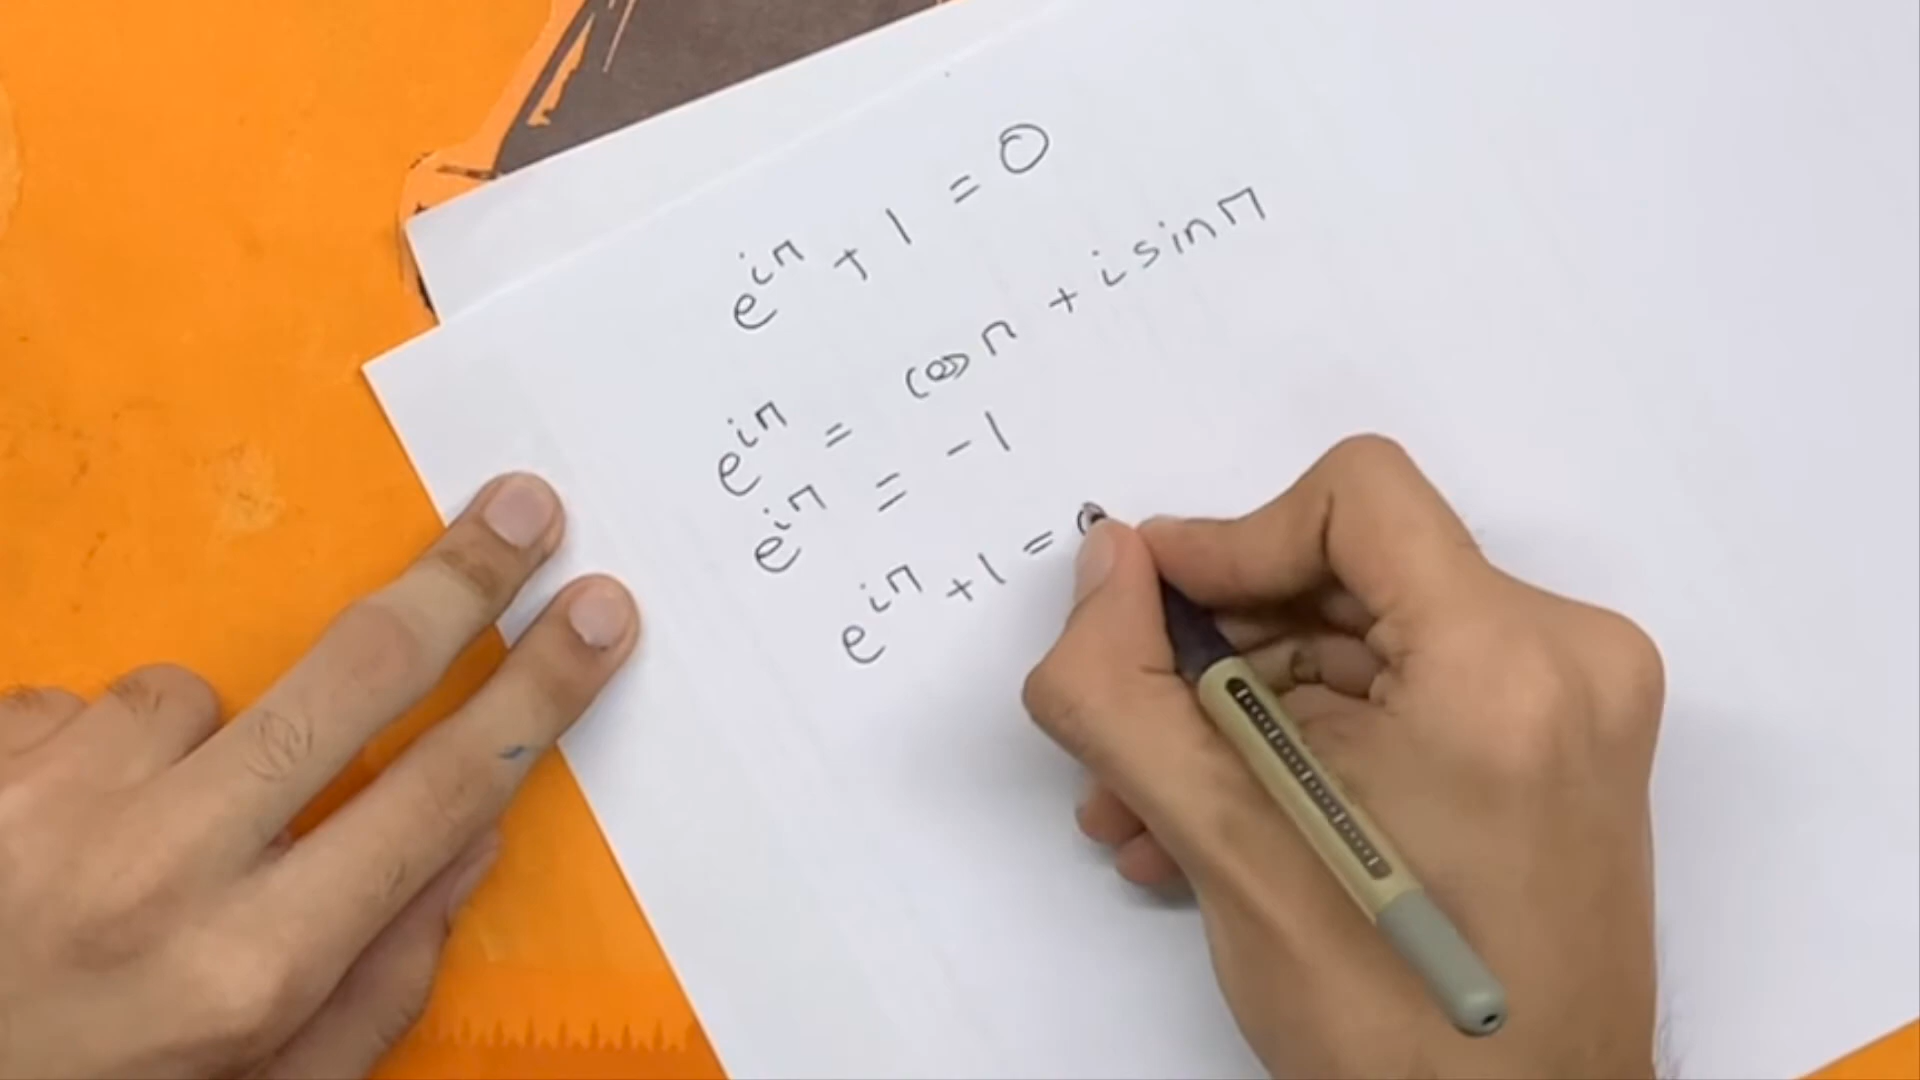 e^{iπ} + 1 = 0
e^{iπ} = cos π + i sin π
e^{iπ} = -1
e^{iπ} + 1 = 0